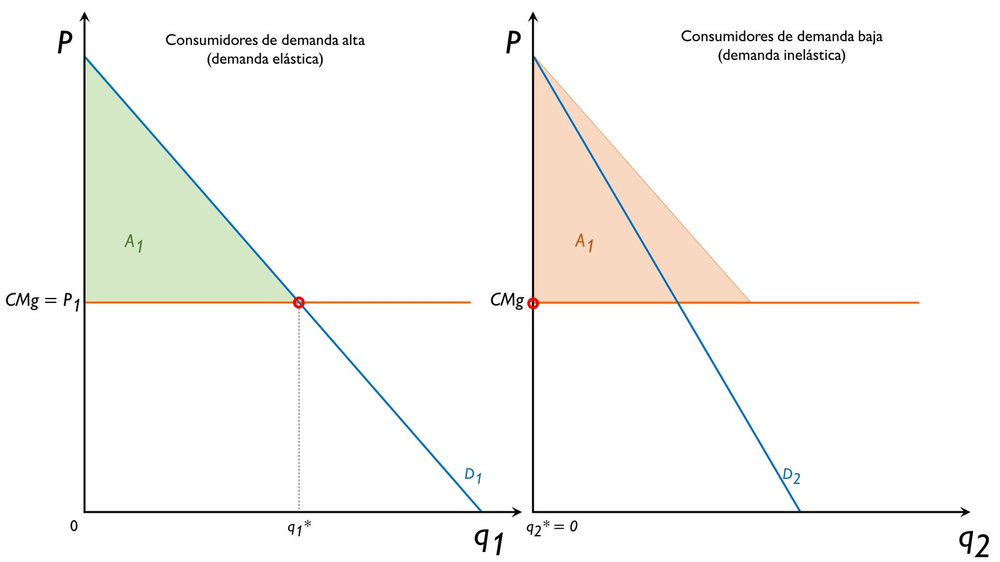 P
Consumidores de demanda alta
(demanda elástica)
A1
CMg = P1
D1
0
q1*
q1
P
Consumidores de demanda baja
(demanda inelástica)
A1
CMg
D2
q2* = 0
q2